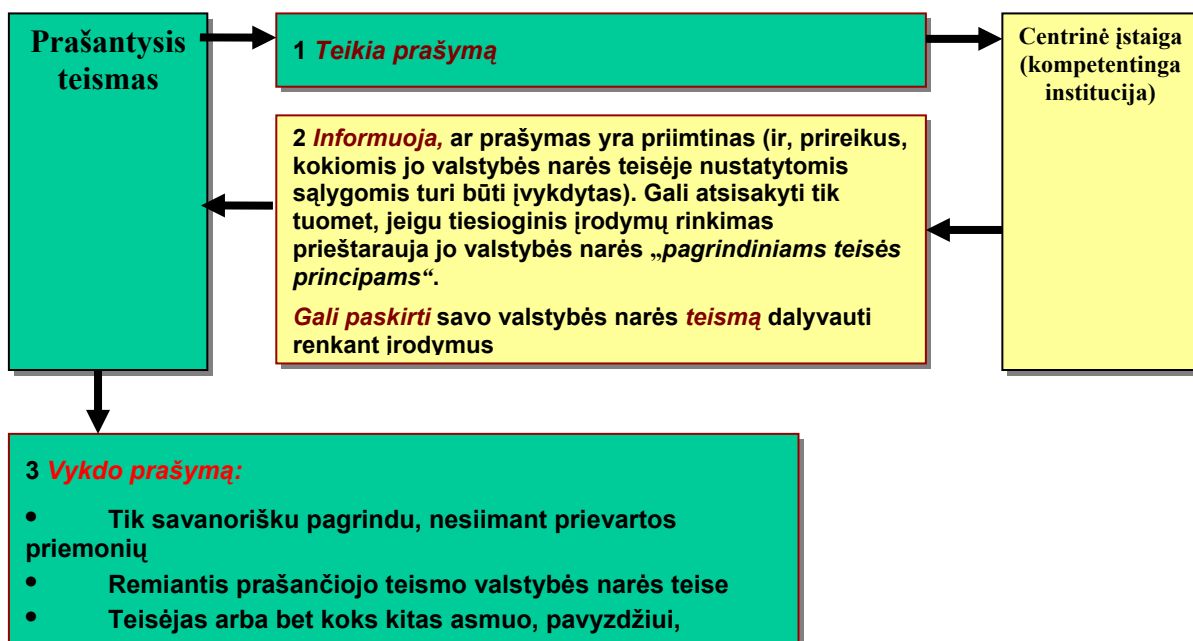 Prašantysis
teismas
1 Teikia prašymą
Centrinė įstaiga
(kompetentinga
institucija)
2 Informuoja, ar prašymas yra priimtinas (ir, prireikus,
kokiomis jo valstybės narės teisėje nustatytomis
sąlygomis turi būti įvykdytas). Gali atsisakyti tik
tuomet, jeigu tiesioginis įrodymų rinkimas
prieštarauja jo valstybės narės „pagrindiniams teisės
principams“.
Gali paskirti savo valstybės narės teismą dalyvauti
renkant įrodymus
3 Vykdo prašymą:
• Tik savanorišku pagrindu, nesiimant prievartos
priemonių
• Remiantis prašančiojo teismo valstybės narės teise
• Teisėjas arba bet koks kitas asmuo, pavyzdžiui,